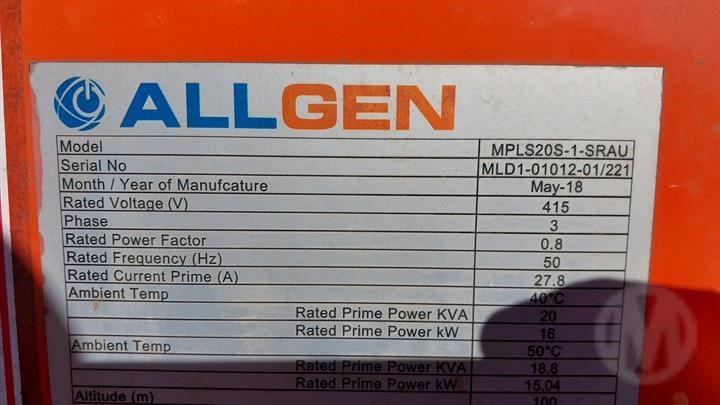 ALLGEN
Model MPLS20S-1-SRAU
Serial No MLD1-01012-01/221
Month / Year of Manufcature May-18
Rated Voltage (V) 415
Phase 3
Rated Power Factor 0.8
Rated Frequency (Hz) 50
Rated Current Prime (A) 27.8
Ambient Temp 40°C
Rated Prime Power KVA 20
Rated Prime Power kW 16
Ambient Temp 50°C
Rated Prime Power KVA 18.8
Rated Prime Power kW 15.04
Altitude (m) 100